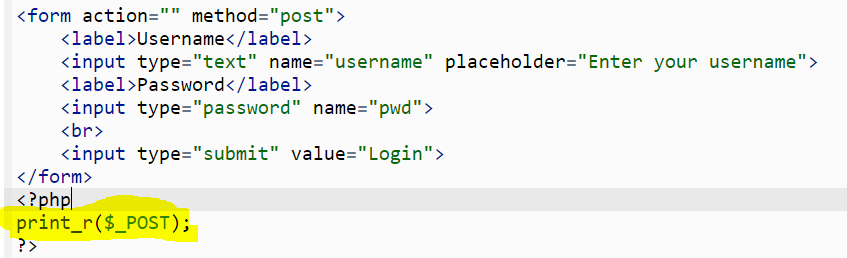 <form action="" method="post">
    <label>Username</label>
    <input type="text" name="username" placeholder="Enter your username">
    <label>Password</label>
    <input type="password" name="pwd">
    <br>
    <input type="submit" value="Login">
</form>
<?php
print_r($_POST);
?>